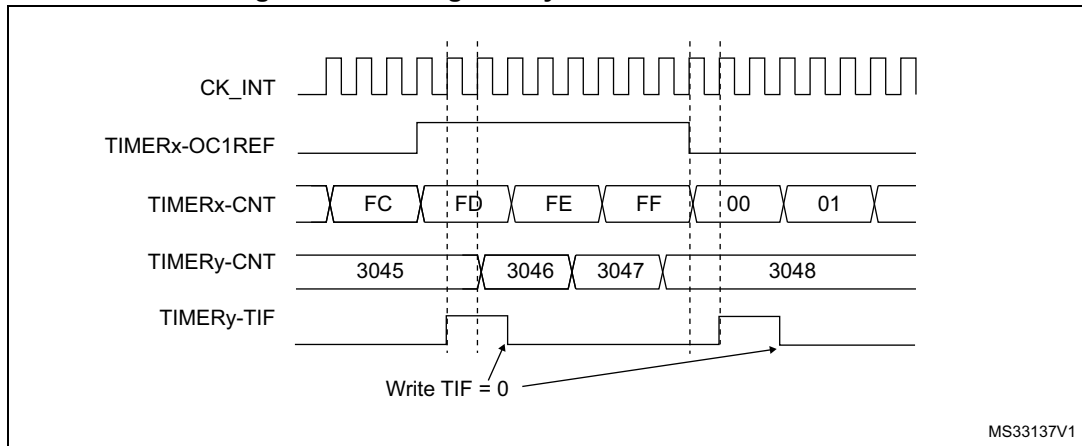 CK_INT
TIMERx-OC1REF
TIMERx-CNT FC FD FE FF 00 01
TIMERy-CNT 3045 3046 3047 3048
TIMERy-TIF
Write TIF = 0
MS33137V1